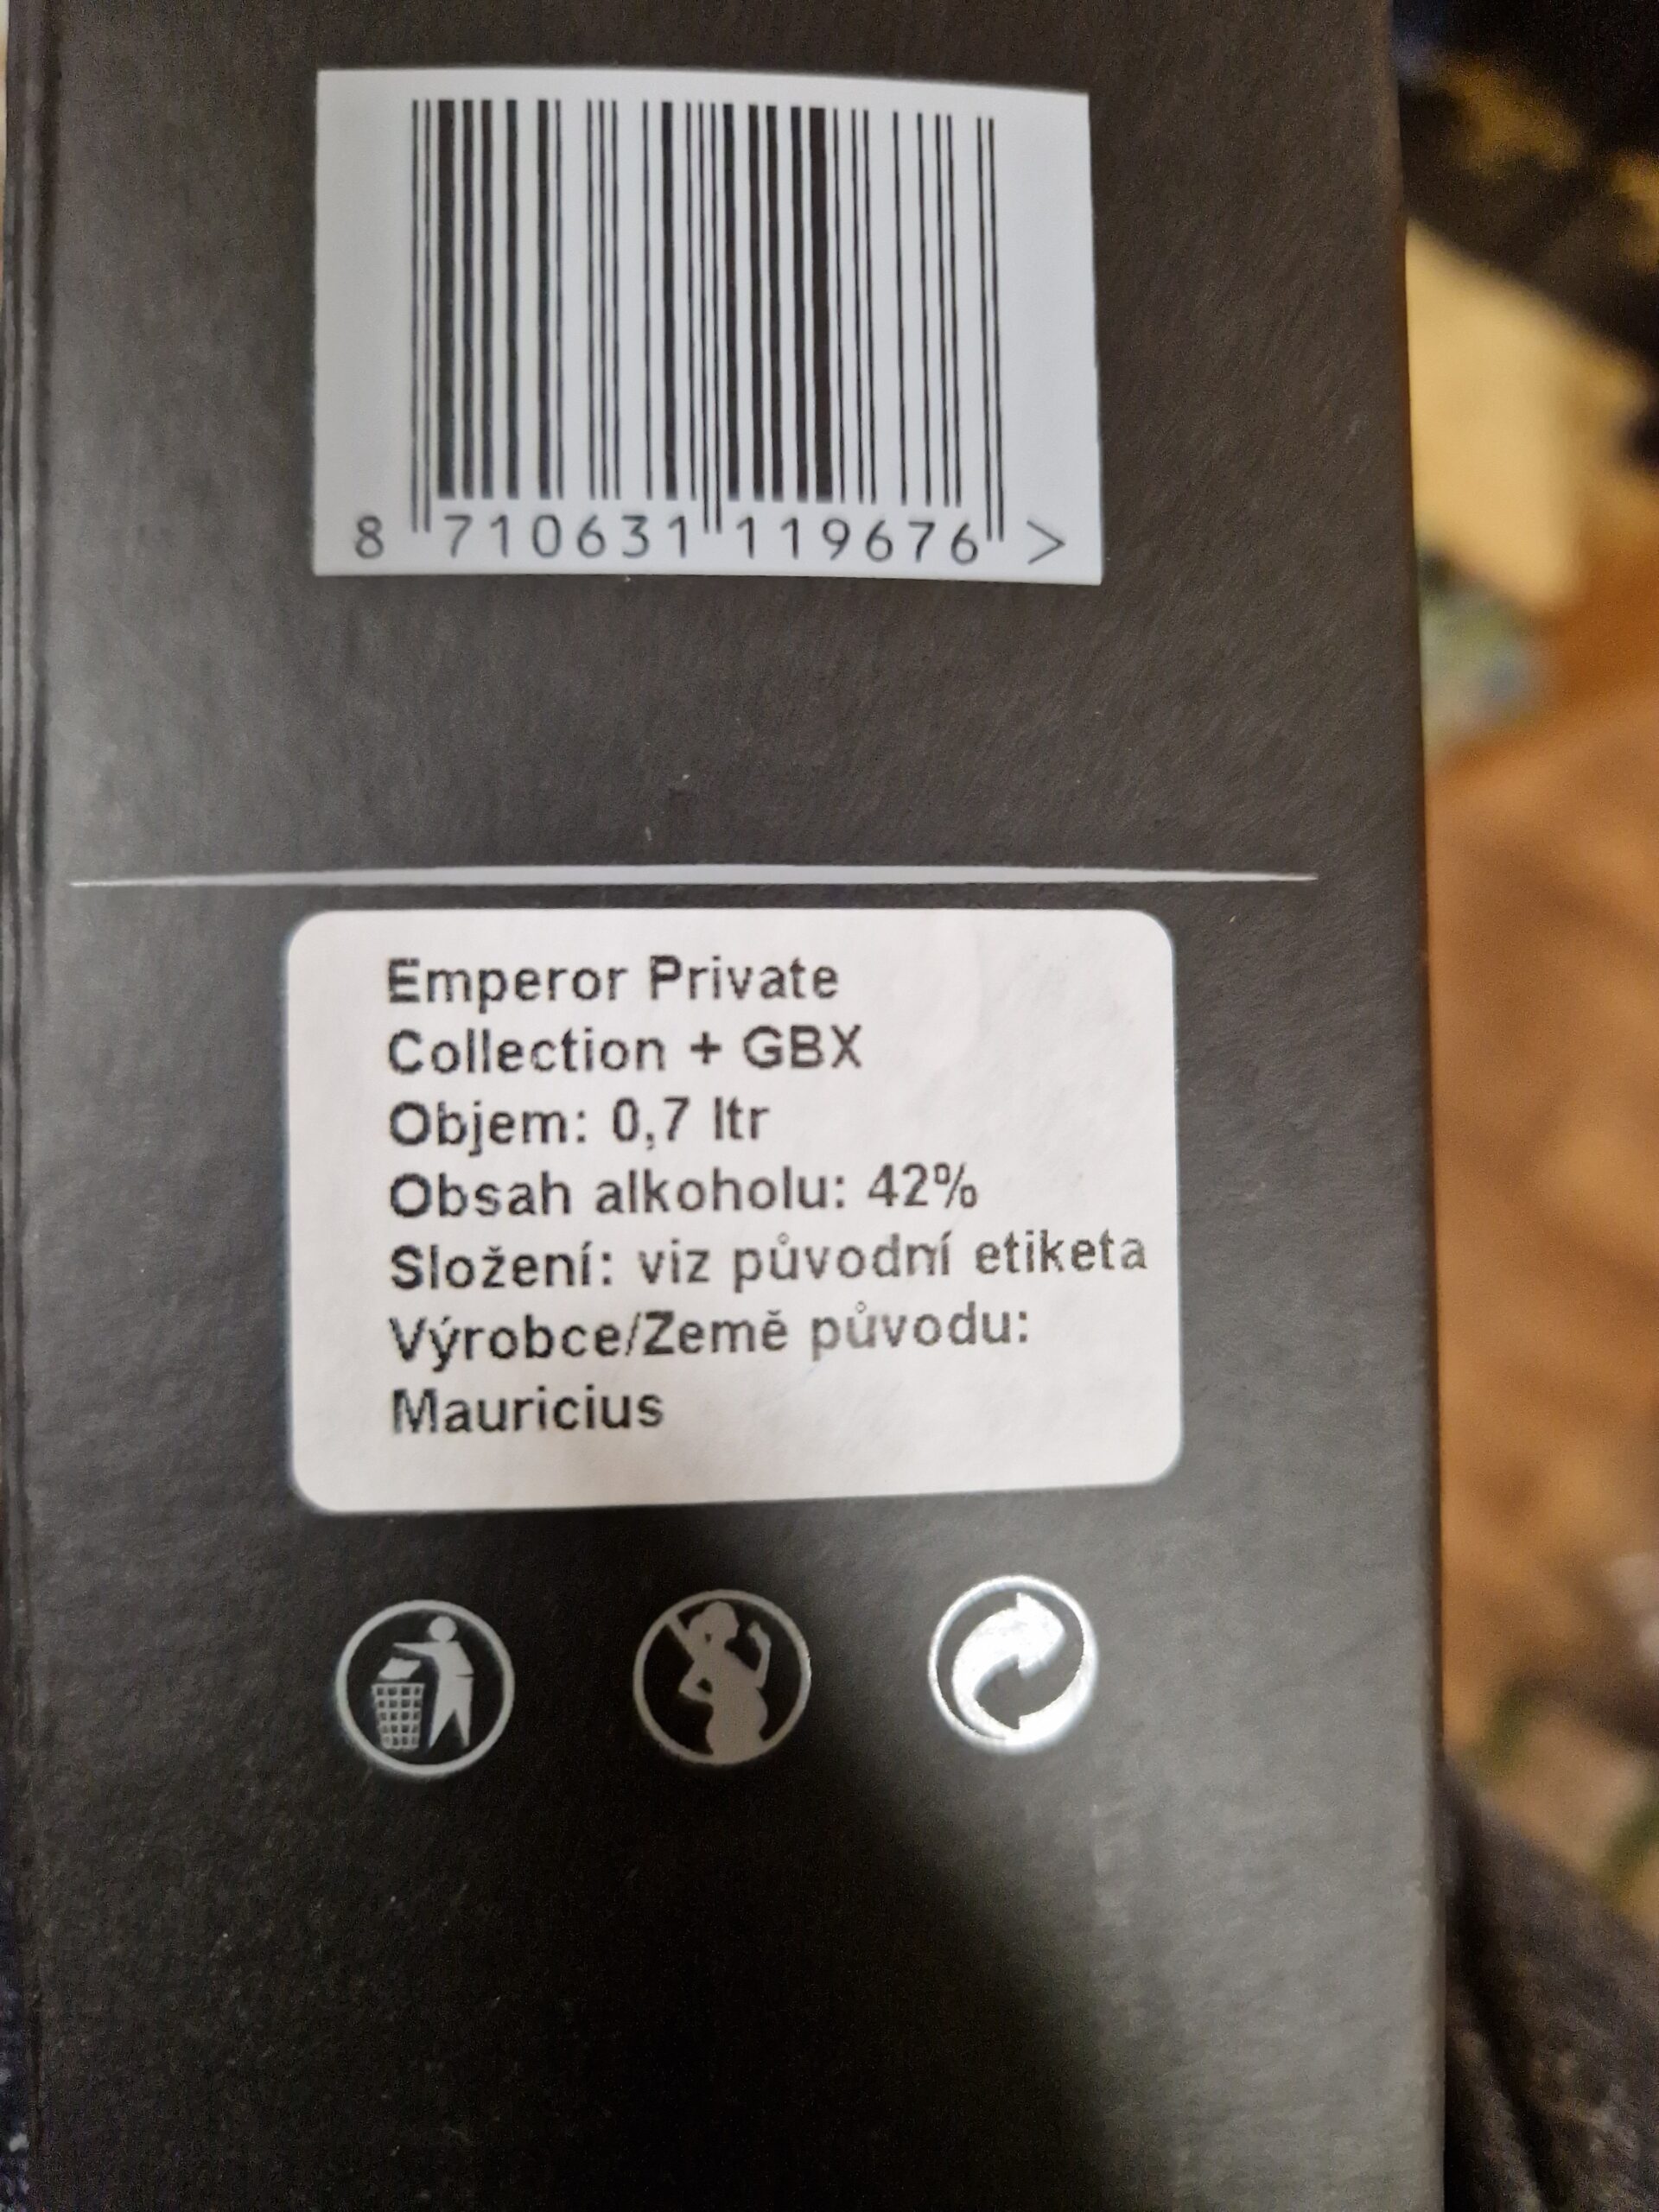 8 710631 119676 >
Emperor Private
Collection + GBX
Objem: 0,7 ltr
Obsah alkoholu: 42%
Složení: viz původní etiketa
Výrobce/Země původu:
Mauricius